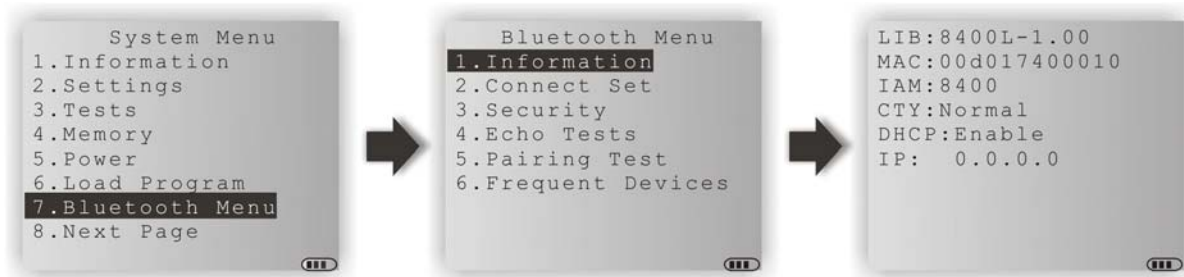 System Menu
1.Information
2.Settings
3.Tests
4.Memory
5.Power
6.Load Program
7.Bluetooth Menu
8.Next Page
Bluetooth Menu
1.Information
2.Connect Set
3.Security
4.Echo Tests
5.Pairing Test
6.Frequent Devices
LIB:8400L-1.00
MAC:00d017400010
IAM:8400
CTY:Normal
DHCP:Enable
IP: 0.0.0.0